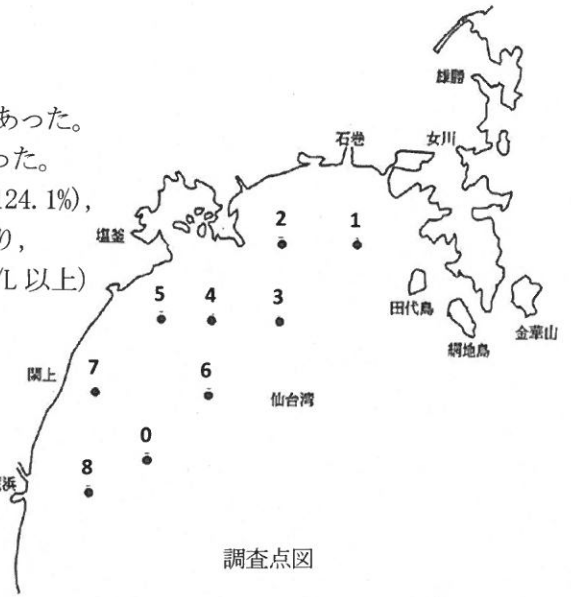 あった。
った。
124.1%),
り,
/L 以上)
雄勝
石巻
女川
塩釜
2
1
5
4
3
田代島
網地島
金華山
閖上
7
6
仙台湾
0
8
浜
調査点図